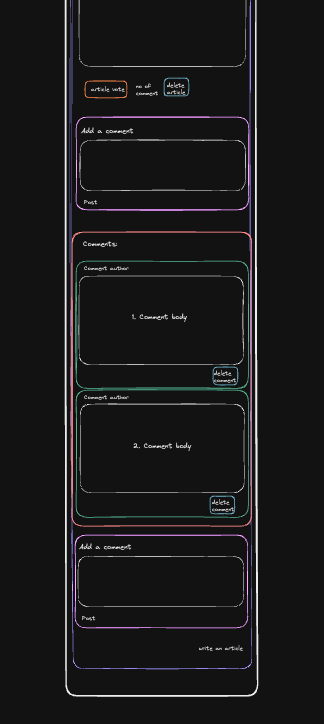 article vote
no of
comment
delete
article
Add a comment
Post
Comments:
Comment author
1. Comment body
delete
comment
Comment author
2. Comment body
delete
comment
Add a comment
Post
write an article